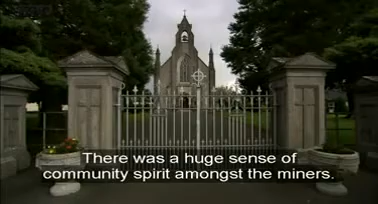 There was a huge sense of
community spirit amongst the miners.